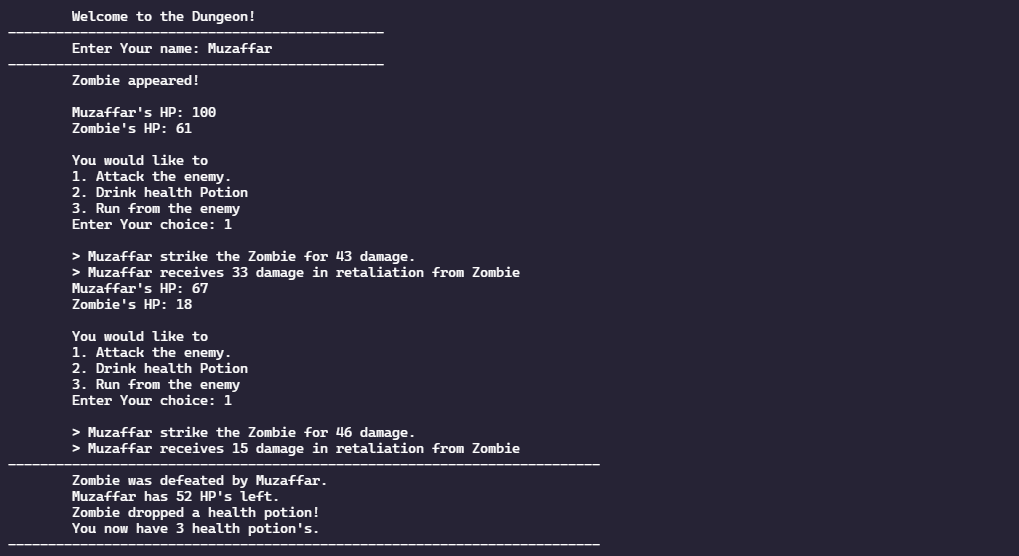 Welcome to the Dungeon!
-----------------------------------------------
Enter Your name: Muzaffar
-----------------------------------------------
Zombie appeared!
Muzaffar's HP: 100
Zombie's HP: 61
You would like to
1. Attack the enemy.
2. Drink health Potion
3. Run from the enemy
Enter Your choice: 1
> Muzaffar strike the Zombie for 43 damage.
> Muzaffar receives 33 damage in retaliation from Zombie
Muzaffar's HP: 67
Zombie's HP: 18
You would like to
1. Attack the enemy.
2. Drink health Potion
3. Run from the enemy
Enter Your choice: 1
> Muzaffar strike the Zombie for 46 damage.
> Muzaffar receives 15 damage in retaliation from Zombie
--------------------------------------------------------------------------
Zombie was defeated by Muzaffar.
Muzaffar has 52 HP's left.
Zombie dropped a health potion!
You now have 3 health potion's.
--------------------------------------------------------------------------